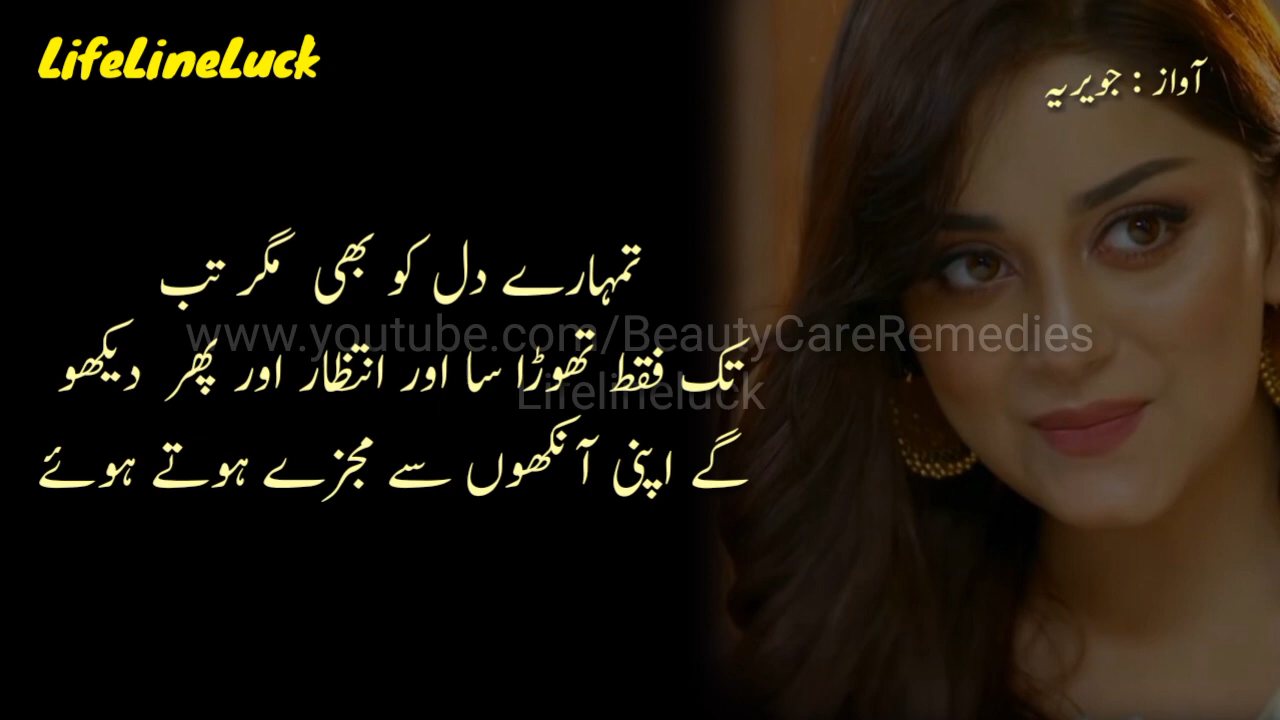 LifeLineLuck
آواز : جویریہ
تمہارے دل کو بھی مگر تب
تک فقط تھوڑا سا اور انتظار اور پھر دیکھو
گے اپنی آنکھوں سے معجزے ہوتے ہوئے
www.youtube.com/BeautyCareRemedies
Lifelineluck